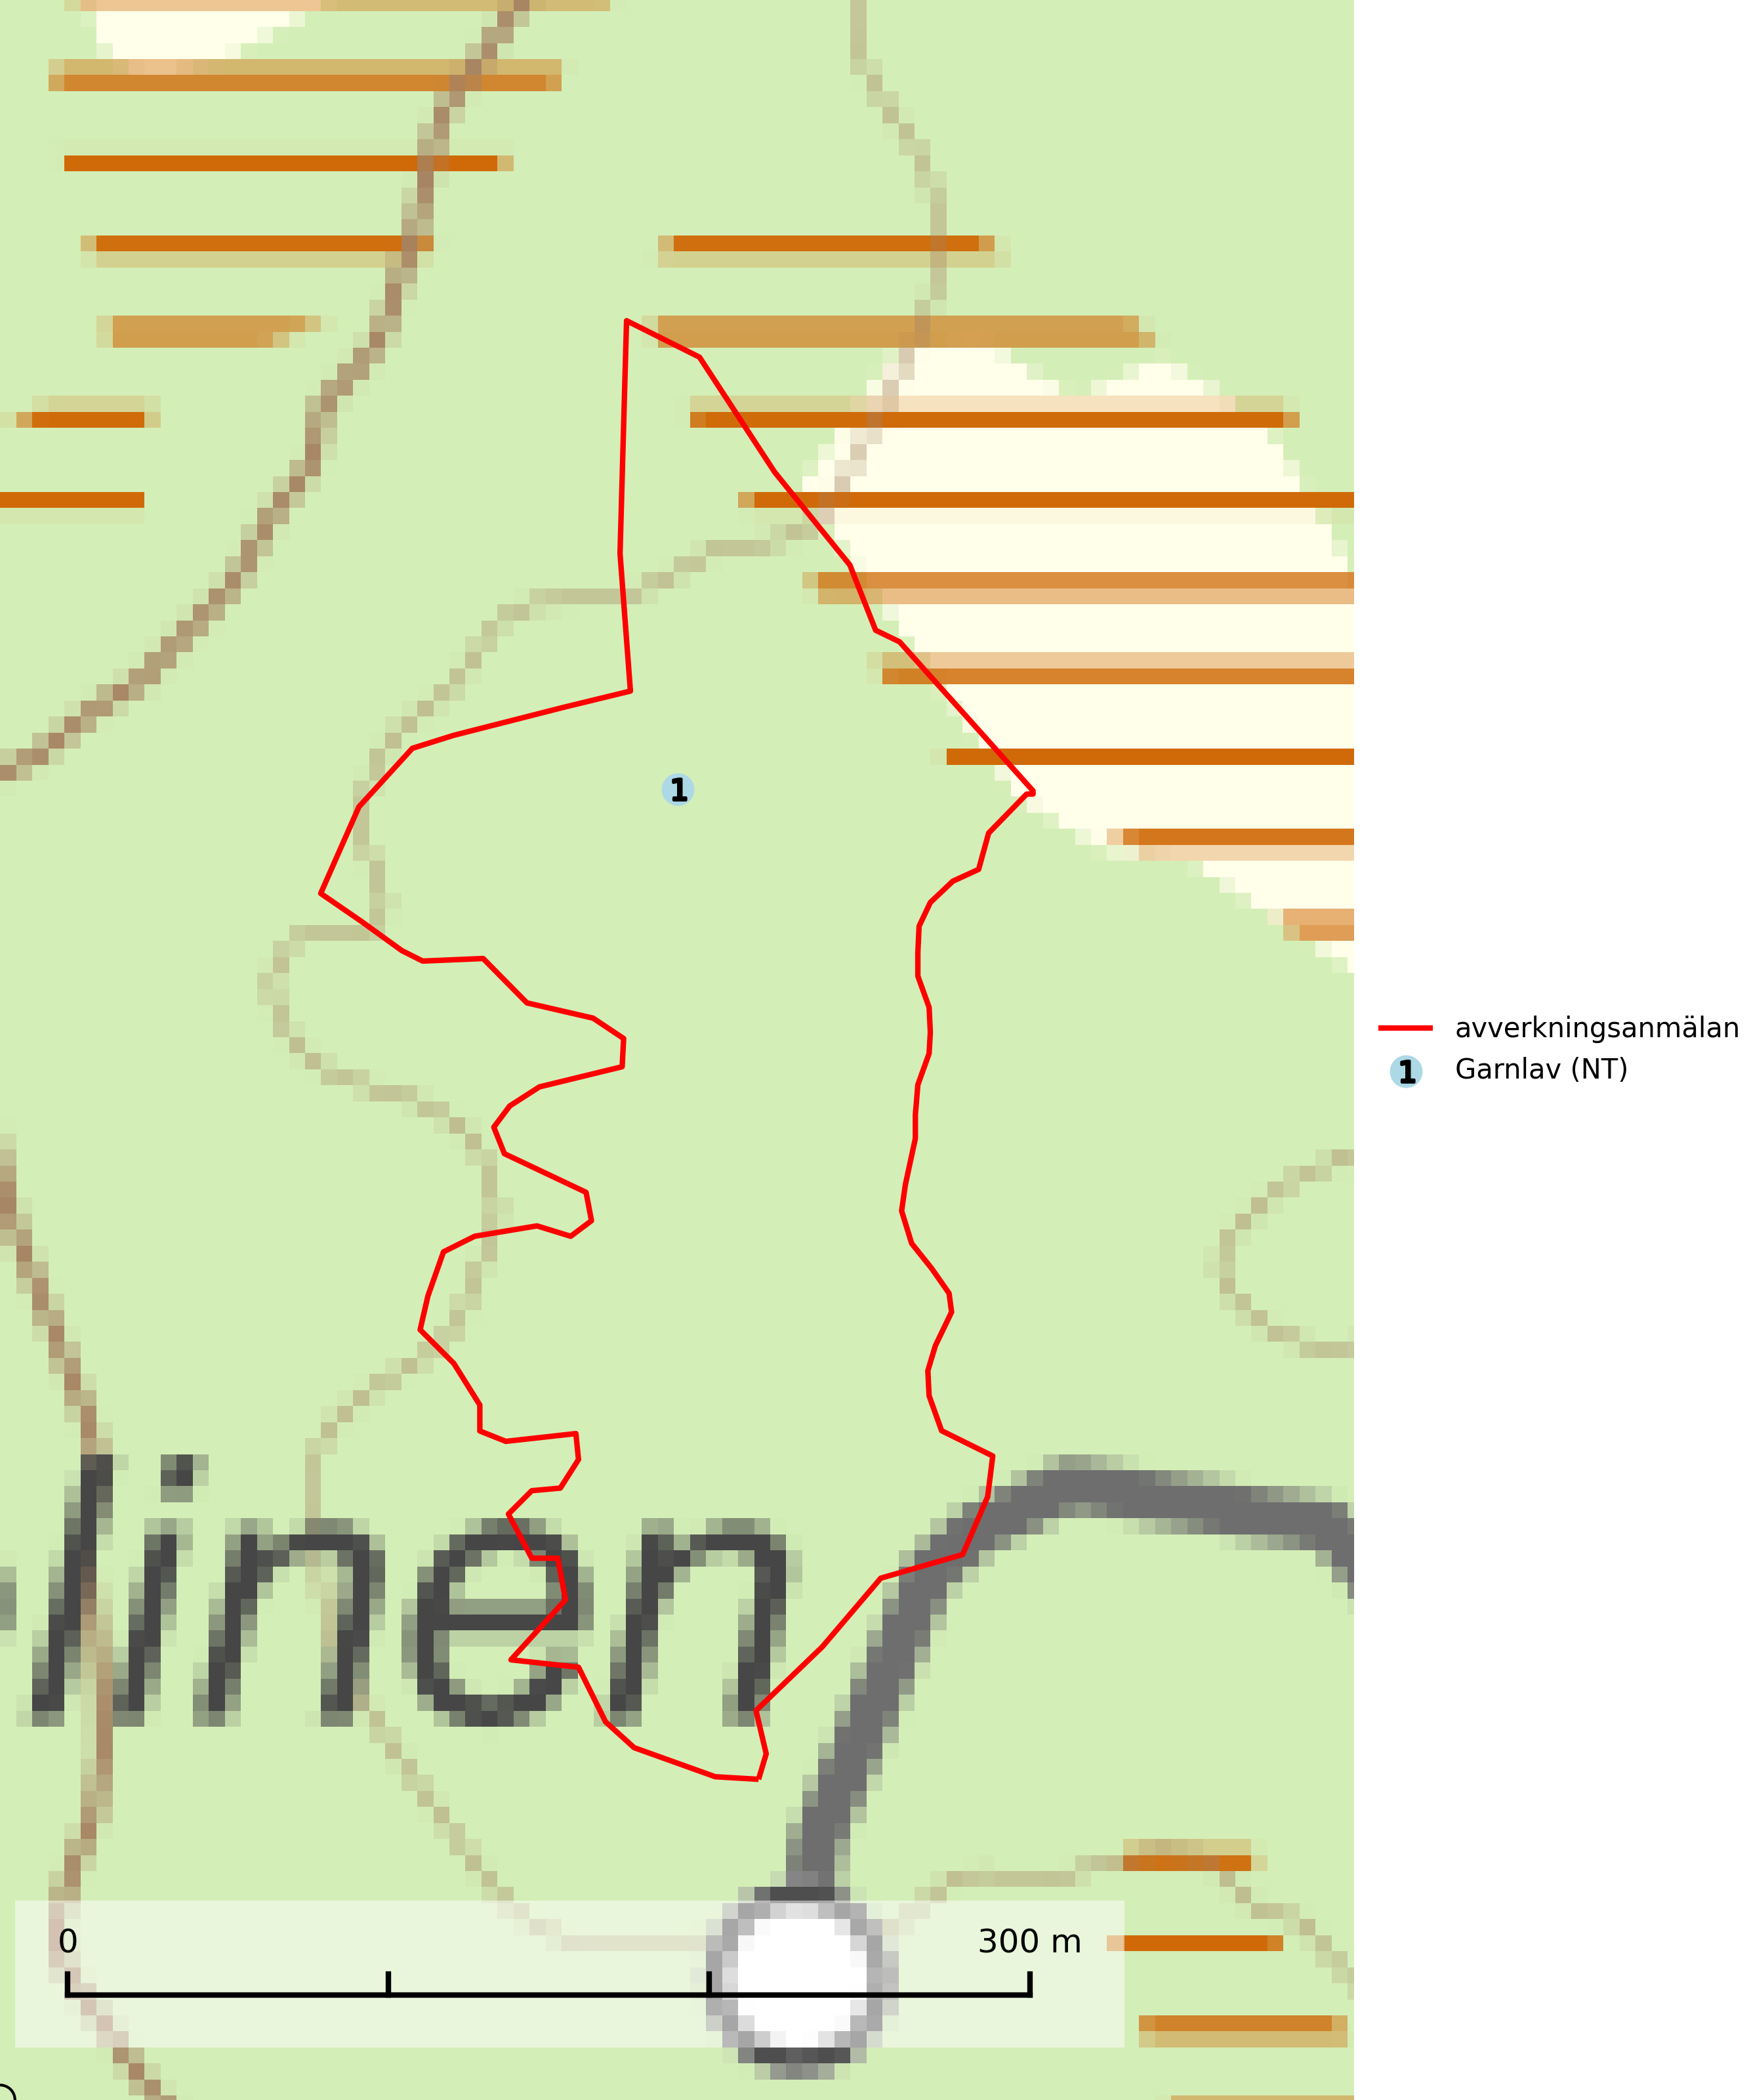 1
avverkningsanmälan
1 Garnlav (NT)
0 300 m